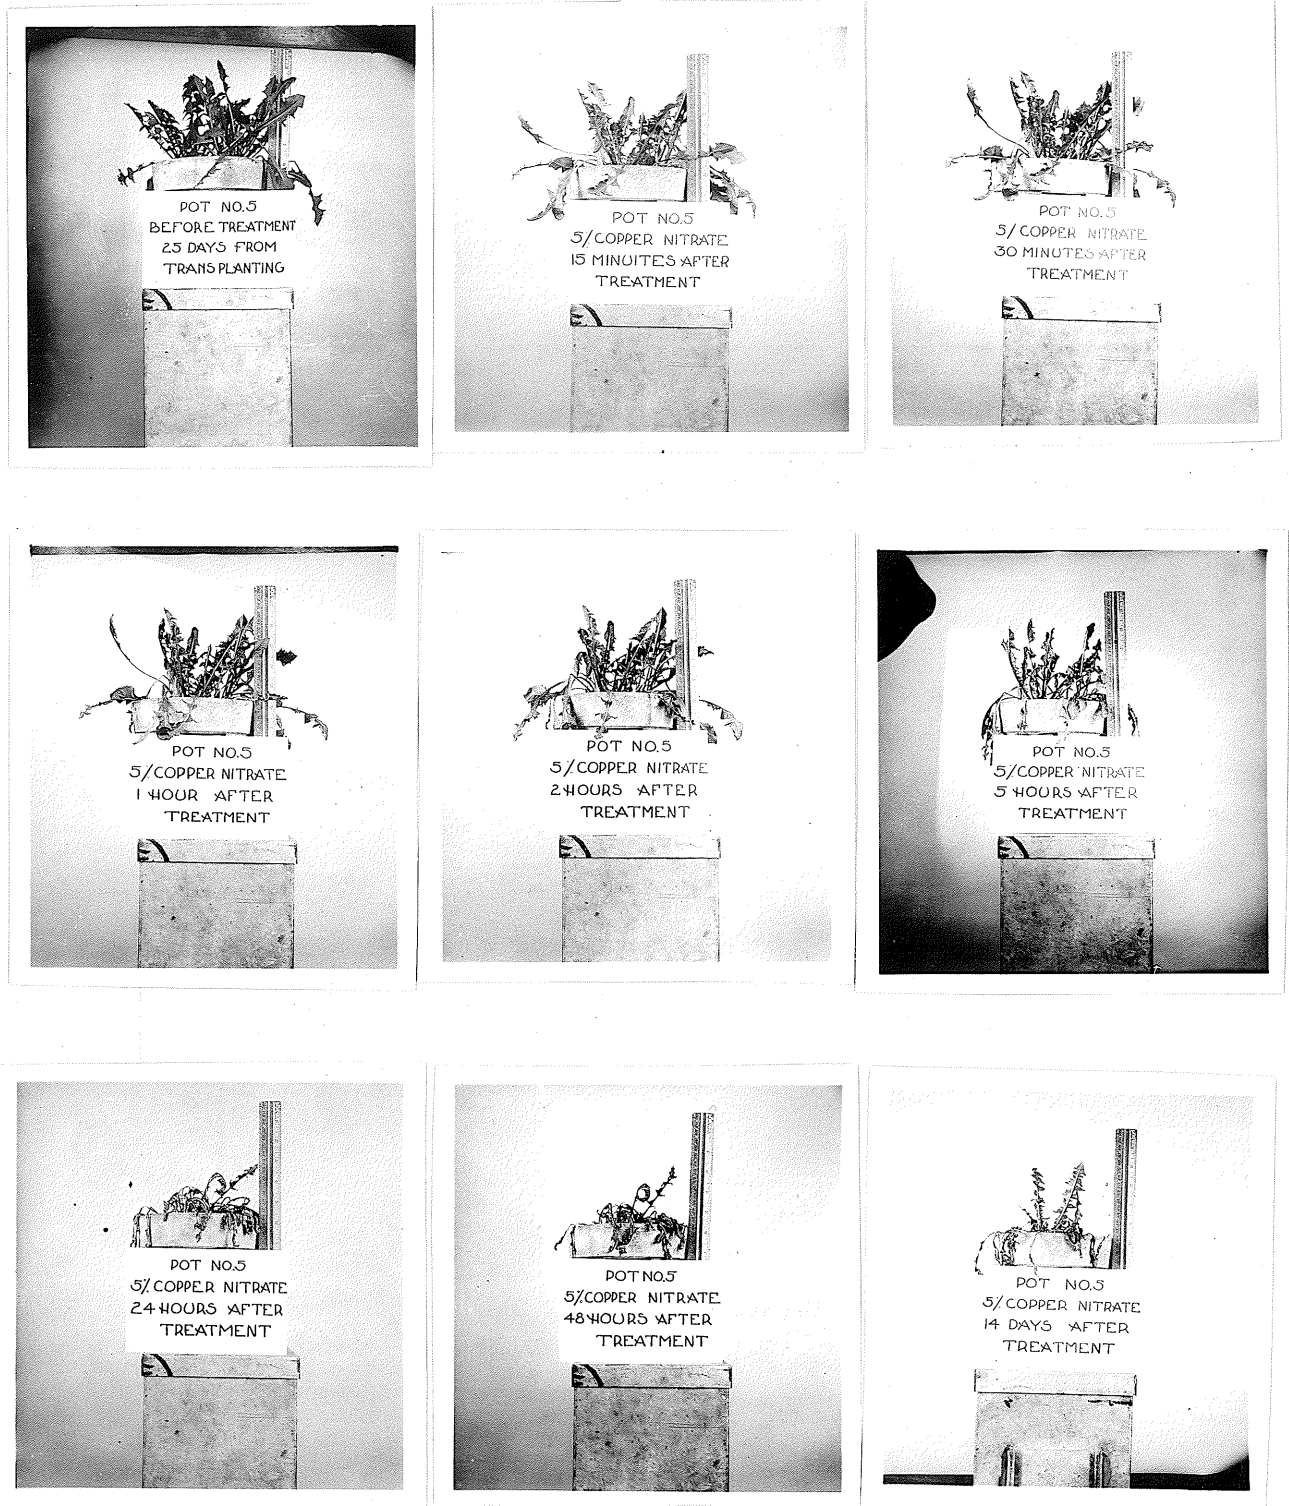 POT NO.5
BEFORE TREATMENT
25 DAYS FROM
TRANSPLANTING
POT NO.5
5% COPPER NITRATE
15 MINUITES AFTER
TREATMENT
POT NO.5
5% COPPER NITRATE
30 MINUTES AFTER
TREATMENT
POT NO.5
5% COPPER NITRATE
1 HOUR AFTER
TREATMENT
POT NO.5
5% COPPER NITRATE
2 HOURS AFTER
TREATMENT
POT NO.5
5% COPPER NITRATE
5 HOURS AFTER
TREATMENT
POT NO.5
5% COPPER NITRATE
24 HOURS AFTER
TREATMENT
POT NO.5
5% COPPER NITRATE
48 HOURS AFTER
TREATMENT
POT NO.5
5% COPPER NITRATE
14 DAYS AFTER
TREATMENT